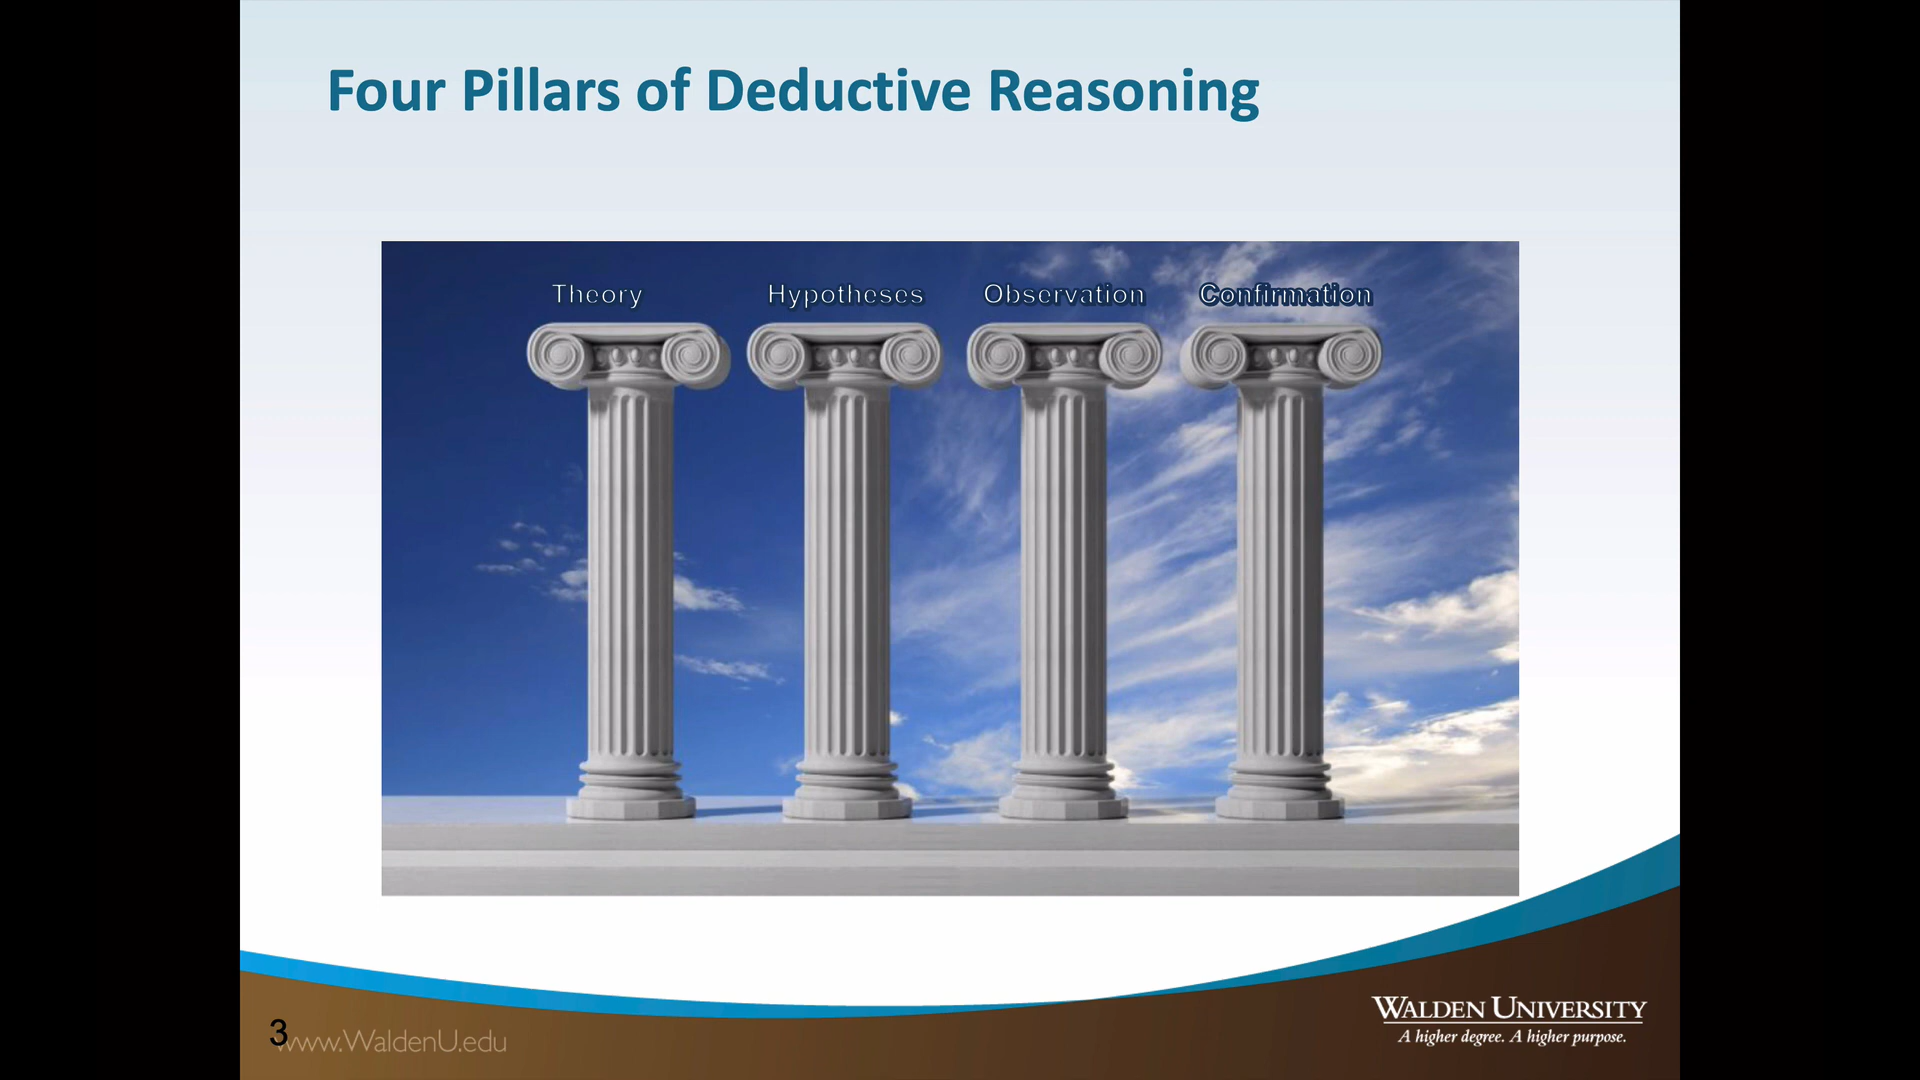 Four Pillars of Deductive Reasoning
Theory Hypotheses Observation Confirmation
3
www.WaldenU.edu
WALDEN UNIVERSITY
A higher degree. A higher purpose.